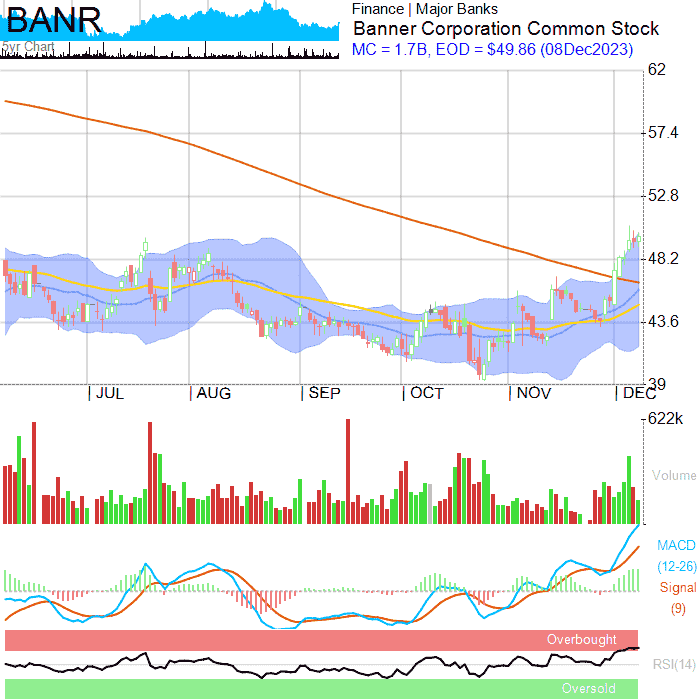 BANR
5yr Chart
Finance | Major Banks
Banner Corporation Common Stock
MC = 1.7B, EOD = $49.86 (08Dec2023)
62
57.4
52.8
48.2
43.6
39
| JUL | AUG | SEP | OCT | NOV | DEC
622k
Volume
MACD
(12-26)
Signal
(9)
Overbought
RSI(14)
Oversold